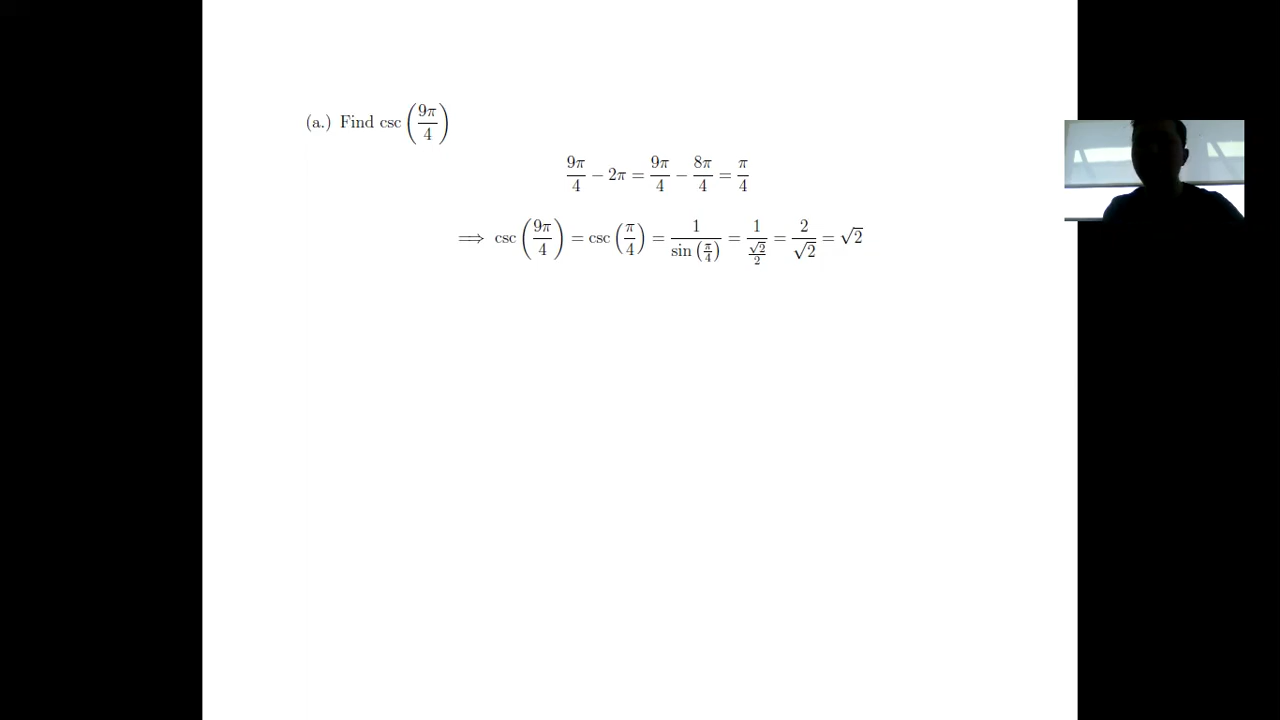 (a.) Find csc (9π/4)
9π/4 − 2π = 9π/4 − 8π/4 = π/4
⟹ csc (9π/4) = csc (π/4) = 1/sin(π/4) = 1/(√2/2) = 2/√2 = √2